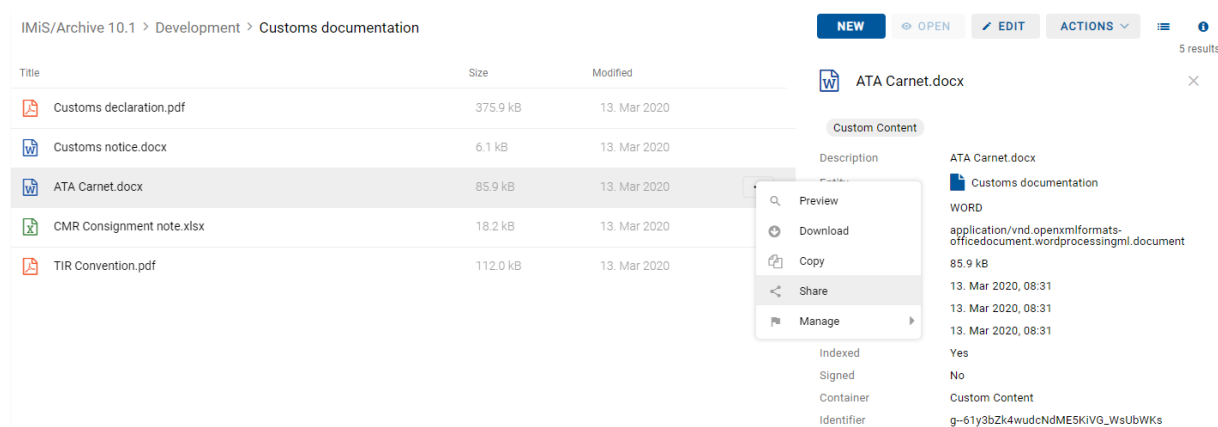 IMiS/Archive 10.1 > Development > Customs documentation
NEW
OPEN
EDIT
ACTIONS
5 results
Title Size Modified
Customs declaration.pdf 375.9 kB 13. Mar 2020
Customs notice.docx 6.1 kB 13. Mar 2020
ATA Carnet.docx 85.9 kB 13. Mar 2020
CMR Consignment note.xlsx 18.2 kB 13. Mar 2020
TIR Convention.pdf 112.0 kB 13. Mar 2020
Preview
Download
Copy
Share
Manage
ATA Carnet.docx
Custom Content
Description ATA Carnet.docx
Customs documentation
WORD
application/vnd.openxmlformats-
officedocument.wordprocessingml.document
85.9 kB
13. Mar 2020, 08:31
13. Mar 2020, 08:31
13. Mar 2020, 08:31
Indexed Yes
Signed No
Container Custom Content
Identifier g--61y3bZk4wudcNdME5KiVG_WsUbWKs